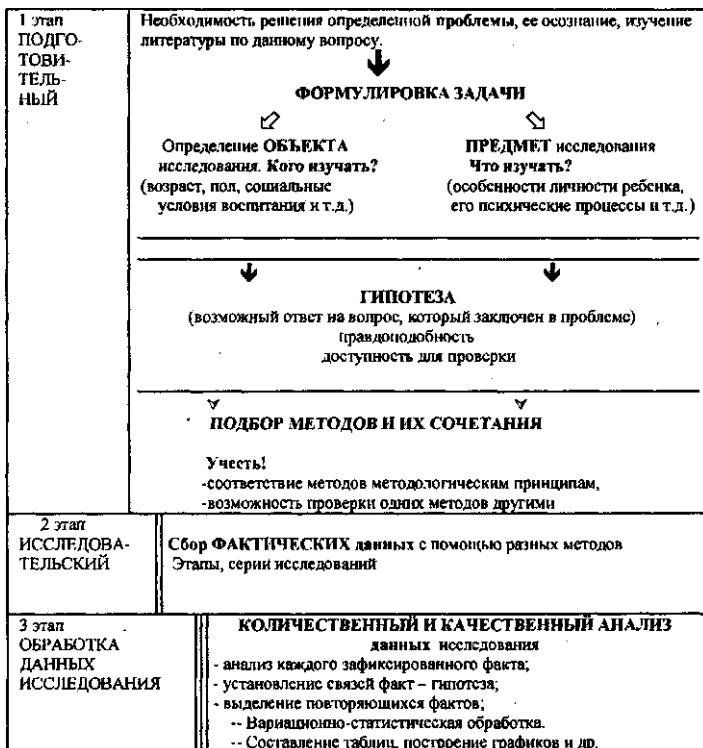 1 этап
ПОДГО-
ТОВИ-
ТЕЛЬ-
НЫЙ
Необходимость решения определенной проблемы, ее осознание, изучение
литературы по данному вопросу.
ФОРМУЛИРОВКА ЗАДАЧИ
Определение ОБЪЕКТА
исследования. Кого изучать?
(возраст, пол, социальные
условия воспитания и т.д.)
ПРЕДМЕТ исследования
Что изучать?
(особенности личности ребенка,
его психические процессы и т.д.)
ГИПОТЕЗА
(возможный ответ на вопрос, который заключен в проблеме)
правдоподобность
доступность для проверки
ПОДБОР МЕТОДОВ И ИХ СОЧЕТАНИЯ
Учесть!
-соответствие методов методологическим принципам,
-возможность проверки одних методов другими
2 этап
ИССЛЕДОВА-
ТЕЛЬСКИЙ
Сбор ФАКТИЧЕСКИХ данных с помощью разных методов
Этапы, серии исследований
3 этап
ОБРАБОТКА
ДАННЫХ
ИССЛЕДОВАНИЯ
КОЛИЧЕСТВЕННЫЙ И КАЧЕСТВЕННЫЙ АНАЛИЗ
данных исследования
- анализ каждого зафиксированного факта;
- установление связей факт – гипотеза;
- выделение повторяющихся фактов;
-- Вариационно-статистическая обработка.
-- Составление таблиц, построение графиков и др.